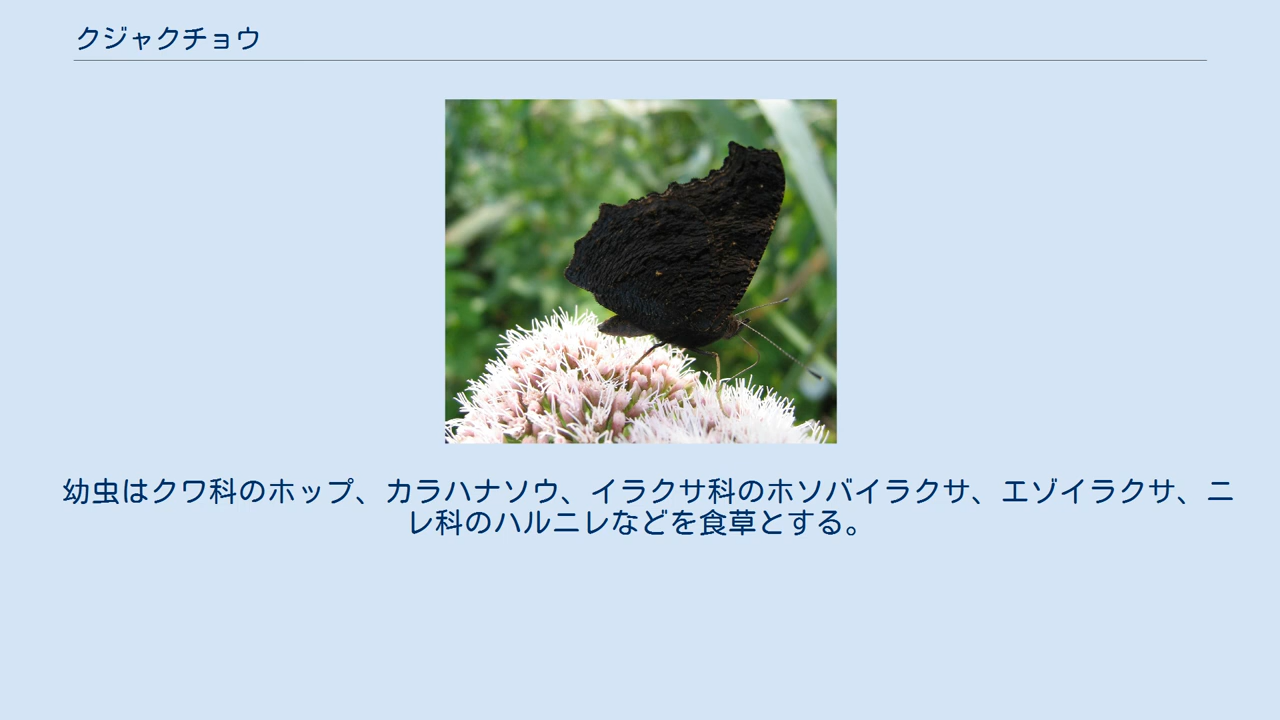 クジャクチョウ
幼虫はクワ科のホップ、カラハナソウ、イラクサ科のホソバイラクサ、エゾイラクサ、ニ
レ科のハルニレなどを食草とする。